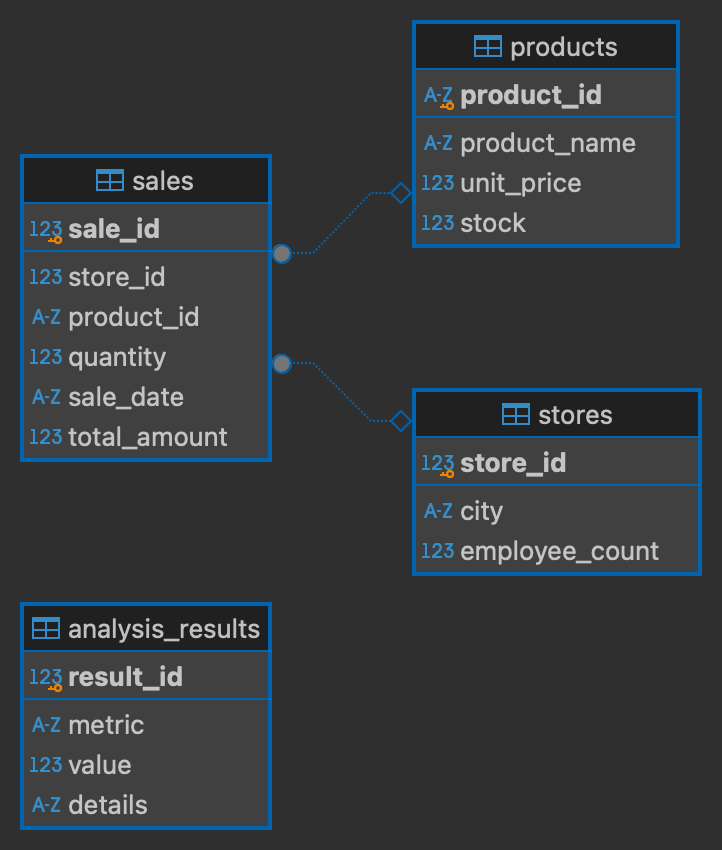 products
A-Z product_id
A-Z product_name
123 unit_price
123 stock
sales
123 sale_id
123 store_id
A-Z product_id
123 quantity
A-Z sale_date
123 total_amount
stores
123 store_id
A-Z city
123 employee_count
analysis_results
123 result_id
A-Z metric
123 value
A-Z details